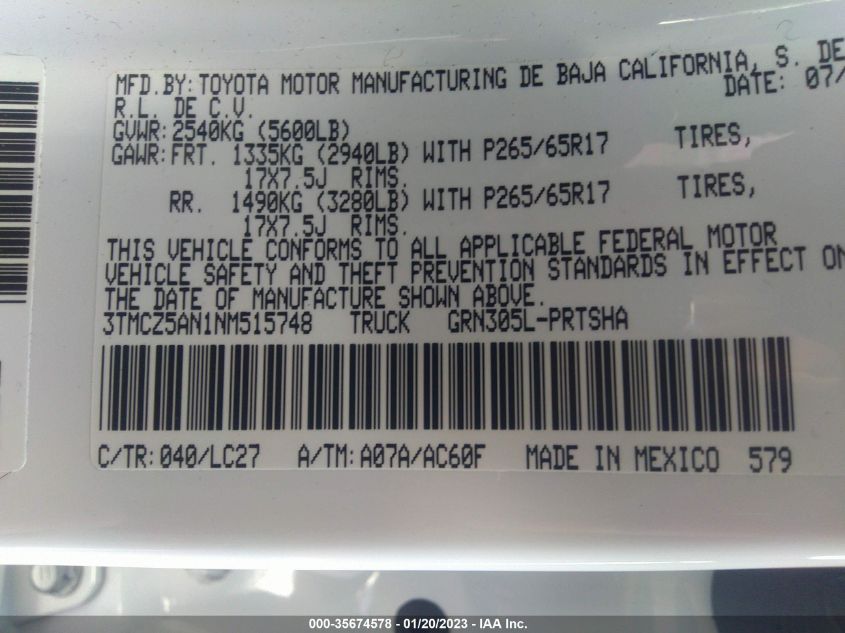 MFD.BY:TOYOTA MOTOR MANUFACTURING DE BAJA CALIFORNIA, S. DE
R.L. DE C.V. DATE: 07/
GVWR:2540KG (5600LB)
GAWR:FRT. 1335KG (2940LB) WITH P265/65R17 TIRES,
17X7.5J RIMS.
RR. 1490KG (3280LB) WITH P265/65R17 TIRES,
17X7.5J RIMS.
THIS VEHICLE CONFORMS TO ALL APPLICABLE FEDERAL MOTOR
VEHICLE SAFETY AND THEFT PREVENTION STANDARDS IN EFFECT ON
THE DATE OF MANUFACTURE SHOWN ABOVE.
3TMCZ5AN1NM515748 TRUCK GRN305L-PRTSHA
C/TR:040/LC27 A/TM:A07A/AC60F MADE IN MEXICO 579
000-35674578 - 01/20/2023 - IAA Inc.